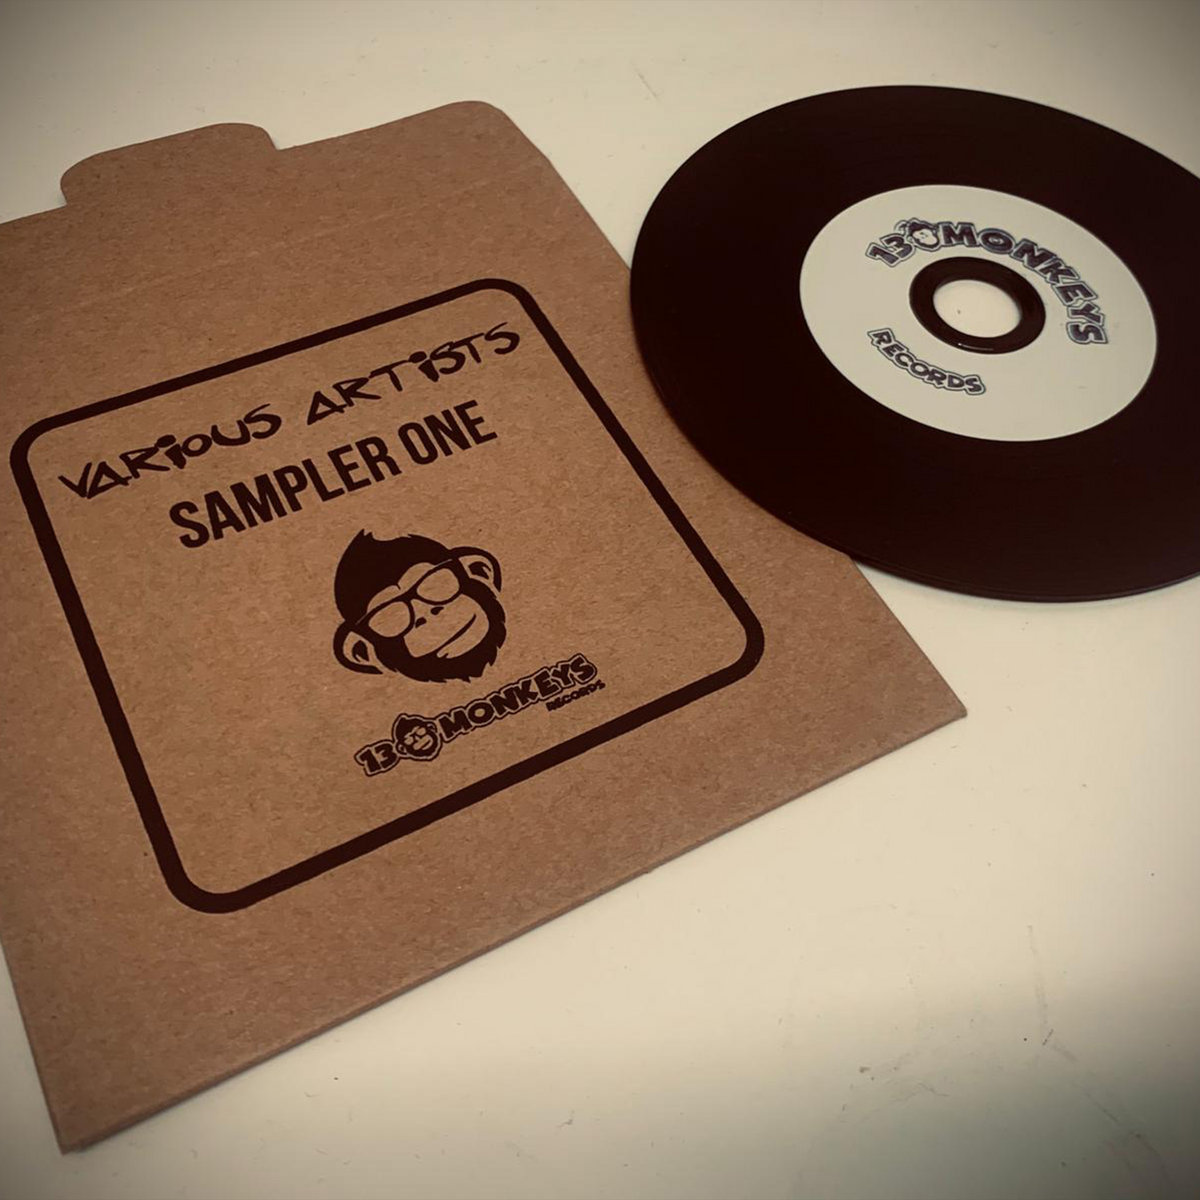 VARiOUS ARTiSTS
SAMPLER ONE
13 MONKEYS
RECORDS
13 MONKEYS
RECORDS